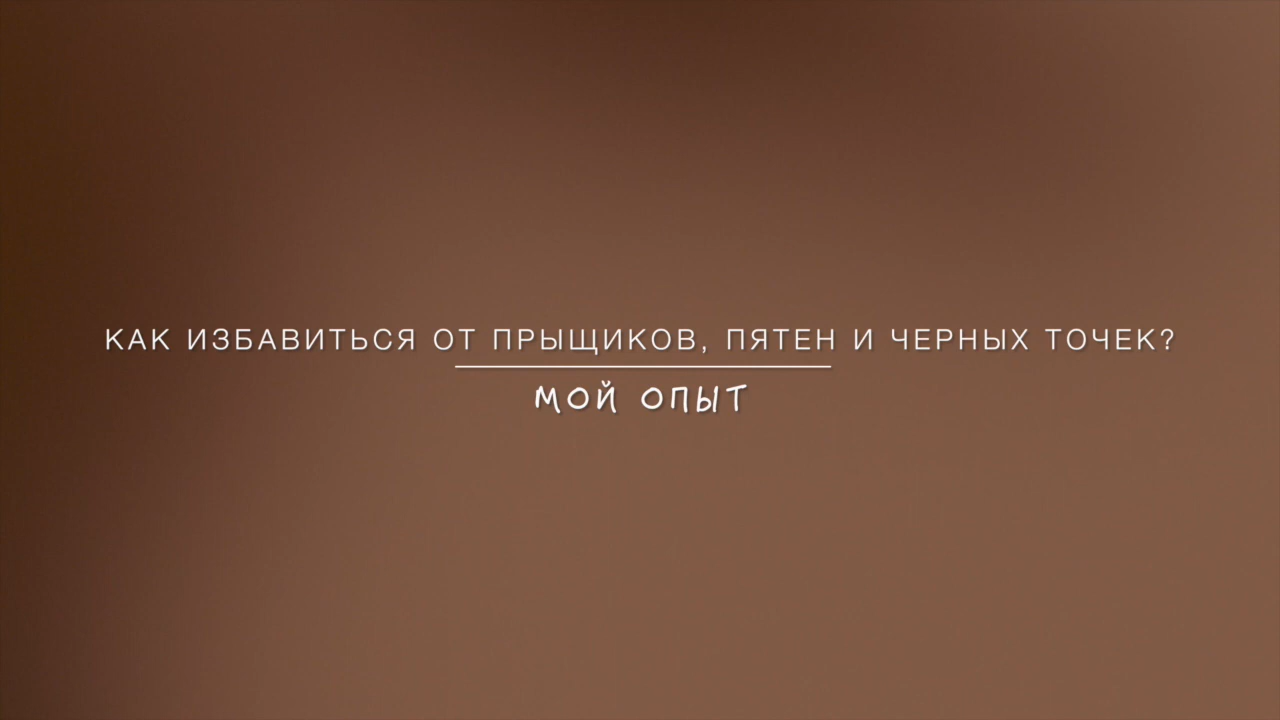 КАК ИЗБАВИТЬСЯ ОТ ПРЫЩИКОВ, ПЯТЕН И ЧЕРНЫХ ТОЧЕК?
МОЙ ОПЫТ